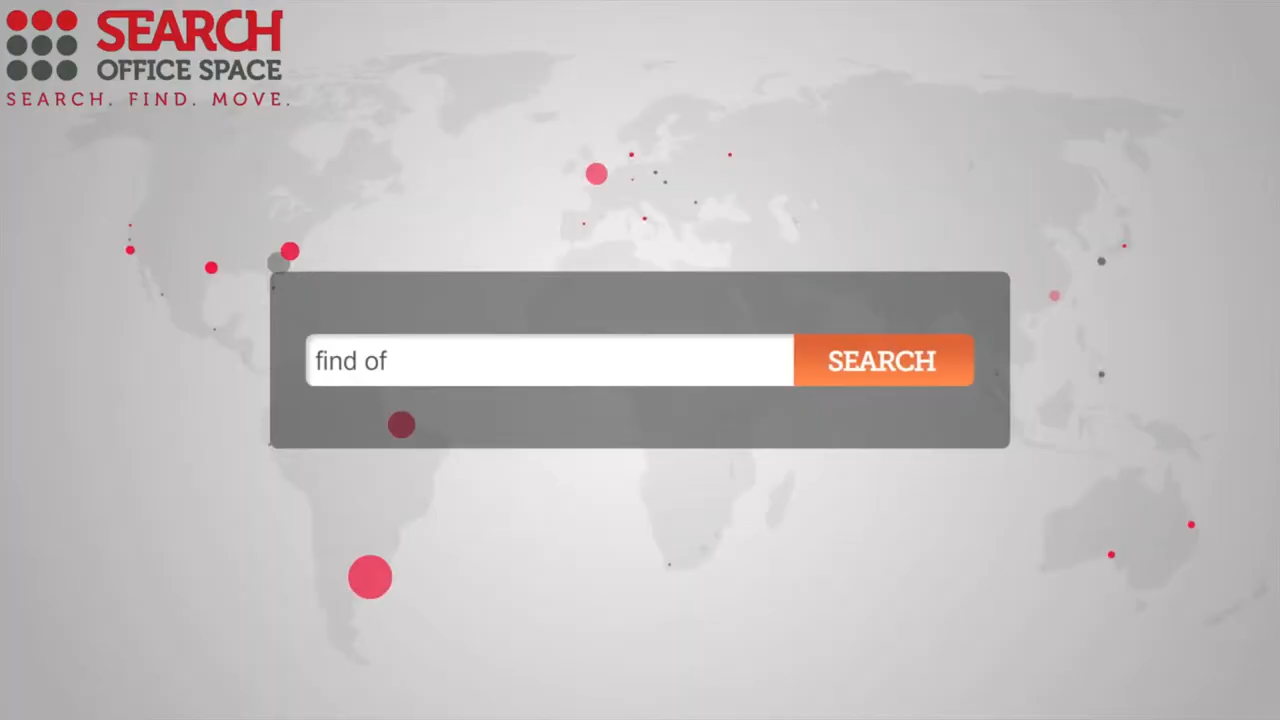 SEARCH
OFFICE SPACE
SEARCH. FIND. MOVE.
find of
SEARCH